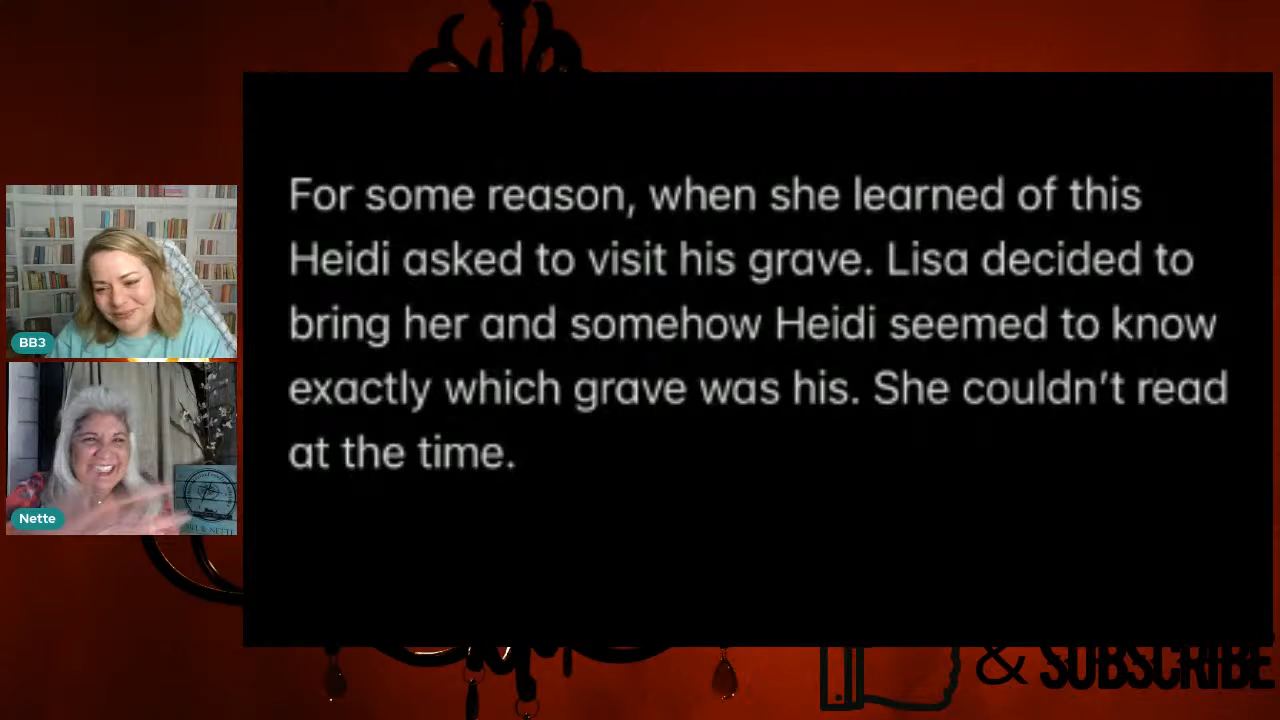 For some reason, when she learned of this
Heidi asked to visit his grave. Lisa decided to
bring her and somehow Heidi seemed to know
exactly which grave was his. She couldn't read
at the time.
BB3
Nette
& SUBSCRIBE